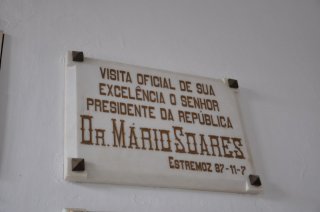 VISITA OFICIAL DE SUA
EXCELÊNCIA O SENHOR
PRESIDENTE DA REPÚBLICA
DR. MÁRIO SOARES
ESTREMOZ 87-11-7